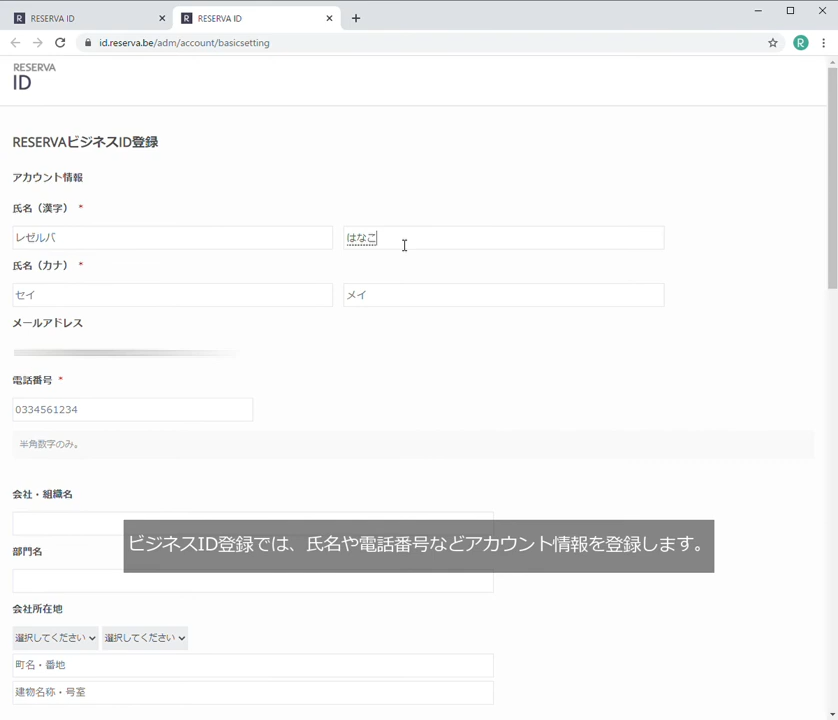 RESERVA ID
RESERVA ID
id.reserva.be/adm/account/basicsetting
R
RESERVA
ID
RESERVAビジネスID登録
アカウント情報
氏名（漢字） *
レゼルバ はなこ
氏名（カナ） *
セイ メイ
メールアドレス
電話番号 *
0334561234
半角数字のみ。
会社・組織名
ビジネスID登録では、氏名や電話番号などアカウント情報を登録します。
部門名
会社所在地
選択してください 選択してください
町名・番地
建物名称・号室